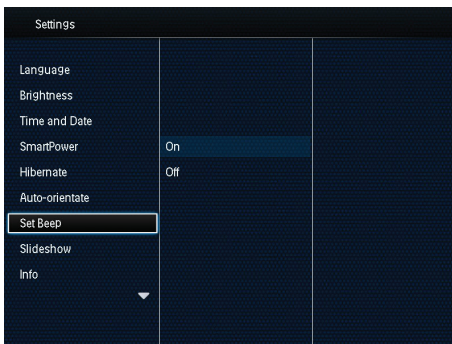 Settings
Language
Brightness
Time and Date
SmartPower
On
Hibernate
Off
Auto-orientate
Set Beep
Slideshow
Info